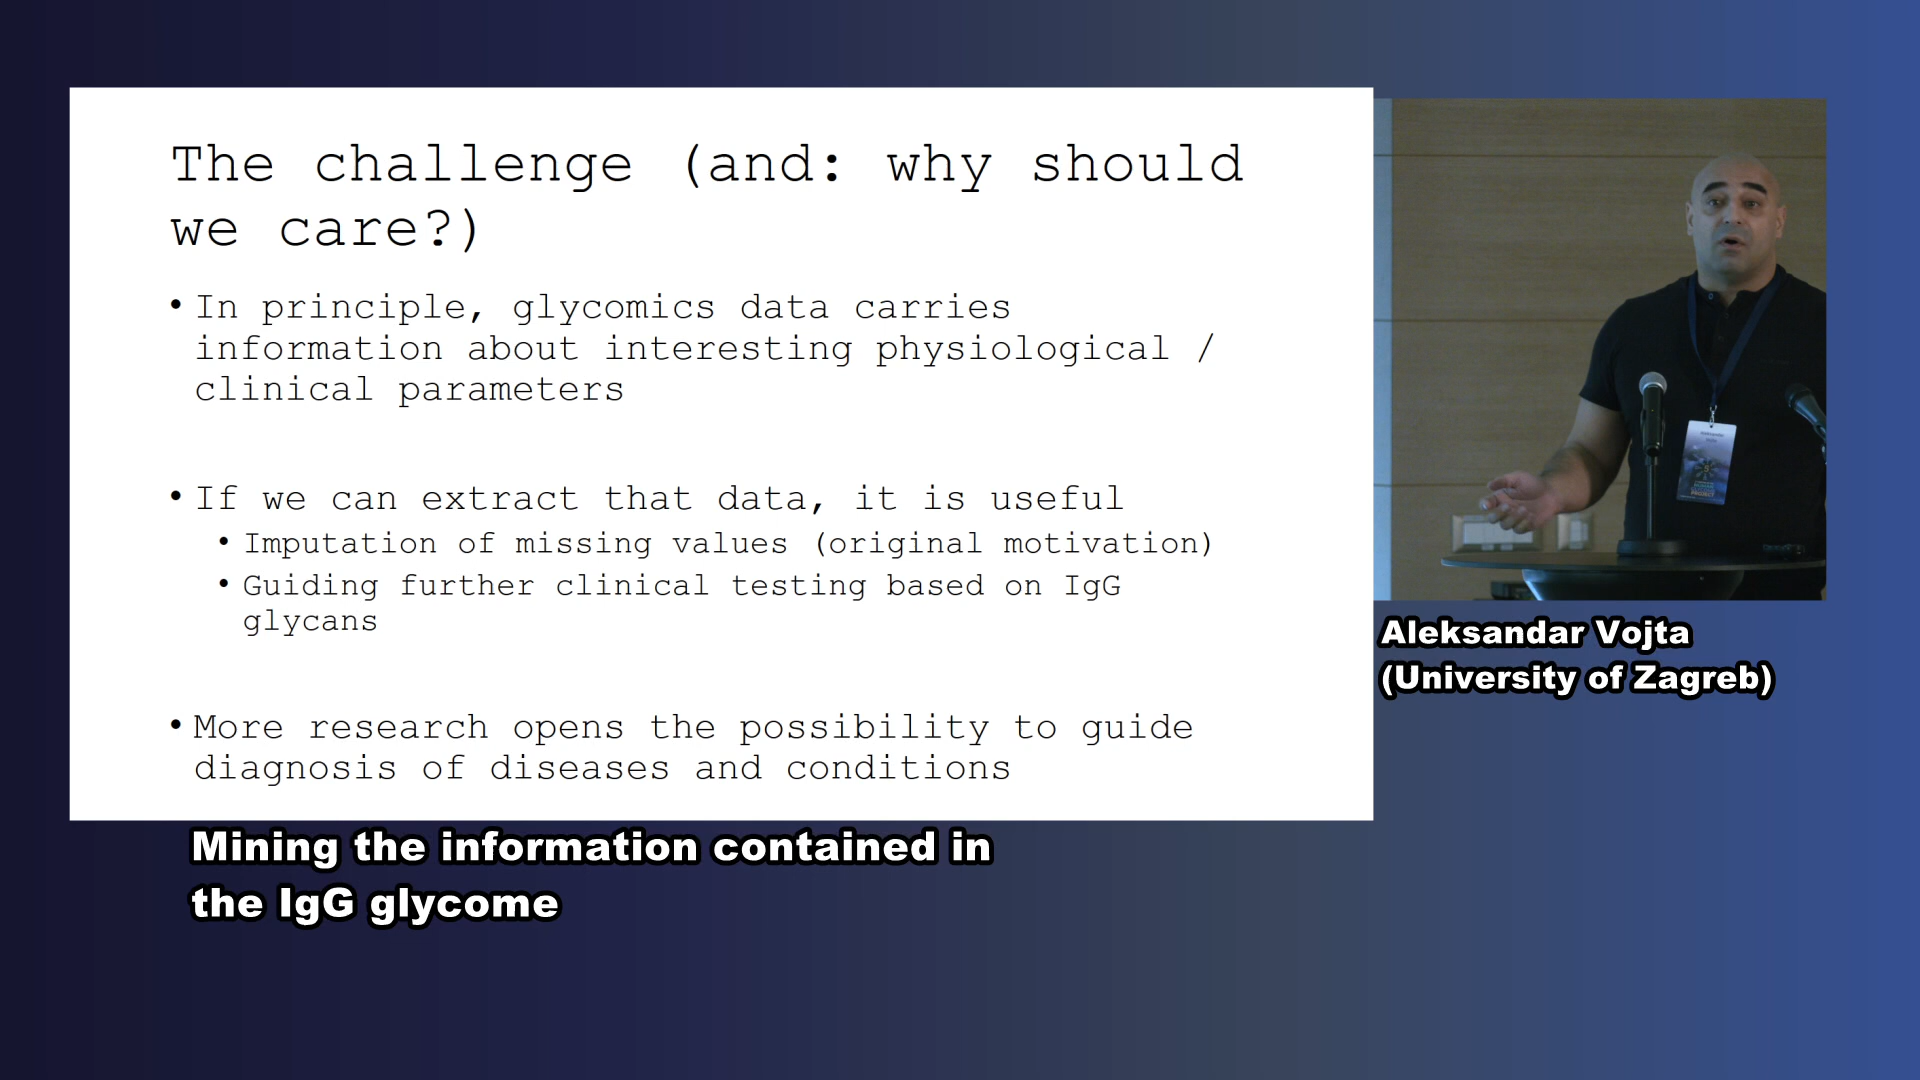 The challenge (and: why should
we care?)
• In principle, glycomics data carries
information about interesting physiological /
clinical parameters
• If we can extract that data, it is useful
• Imputation of missing values (original motivation)
• Guiding further clinical testing based on IgG
glycans
• More research opens the possibility to guide
diagnosis of diseases and conditions
Aleksandar Vojta
(University of Zagreb)
Mining the information contained in
the IgG glycome